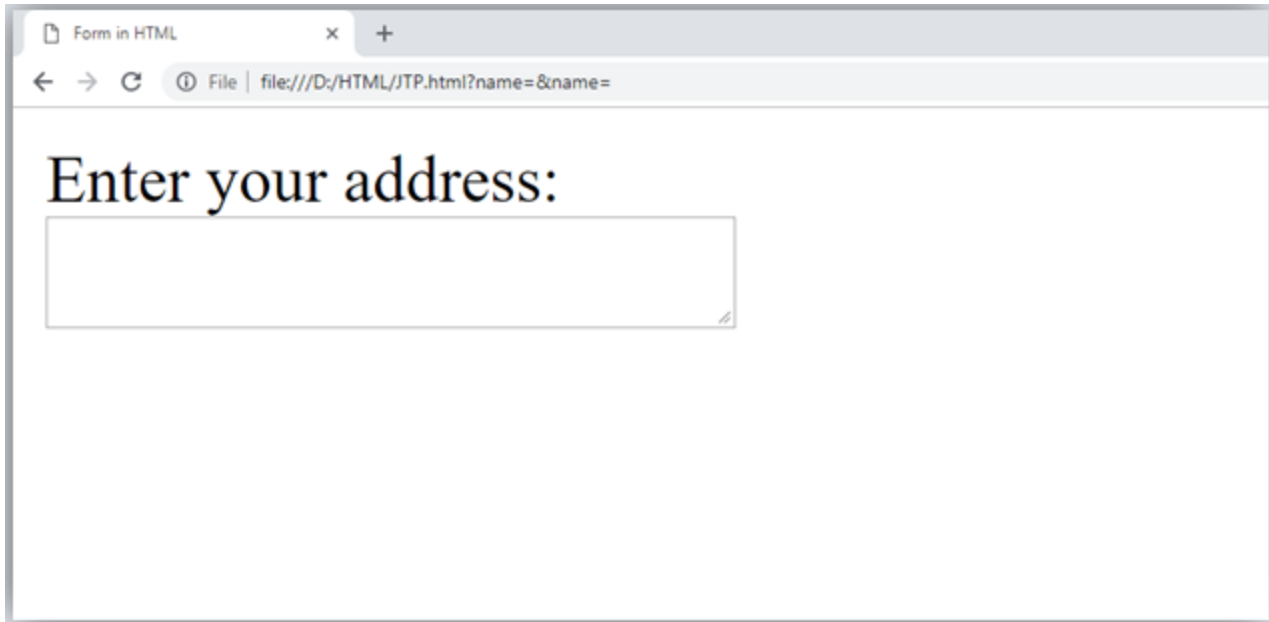 Form in HTML
File | file:///D:/HTML/JTP.html?name=&name=
Enter your address: